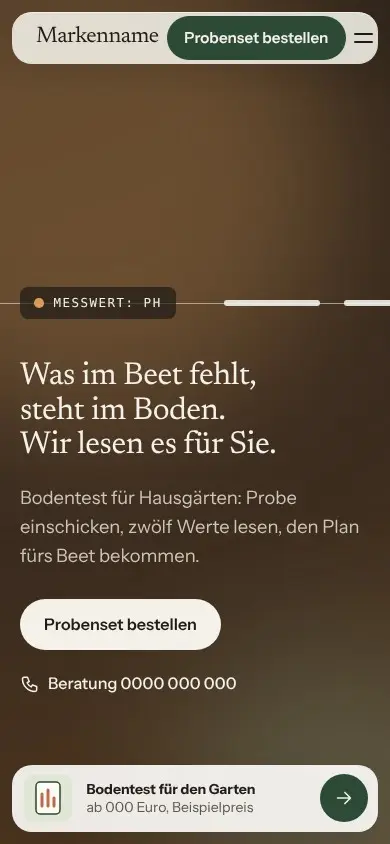 Markenname
Probenset bestellen
MESSWERT: PH
Was im Beet fehlt,
steht im Boden.
Wir lesen es für Sie.
Bodentest für Hausgärten: Probe
einschicken, zwölf Werte lesen, den Plan
fürs Beet bekommen.
Probenset bestellen
Beratung 0000 000 000
Bodentest für den Garten
ab 000 Euro, Beispielpreis